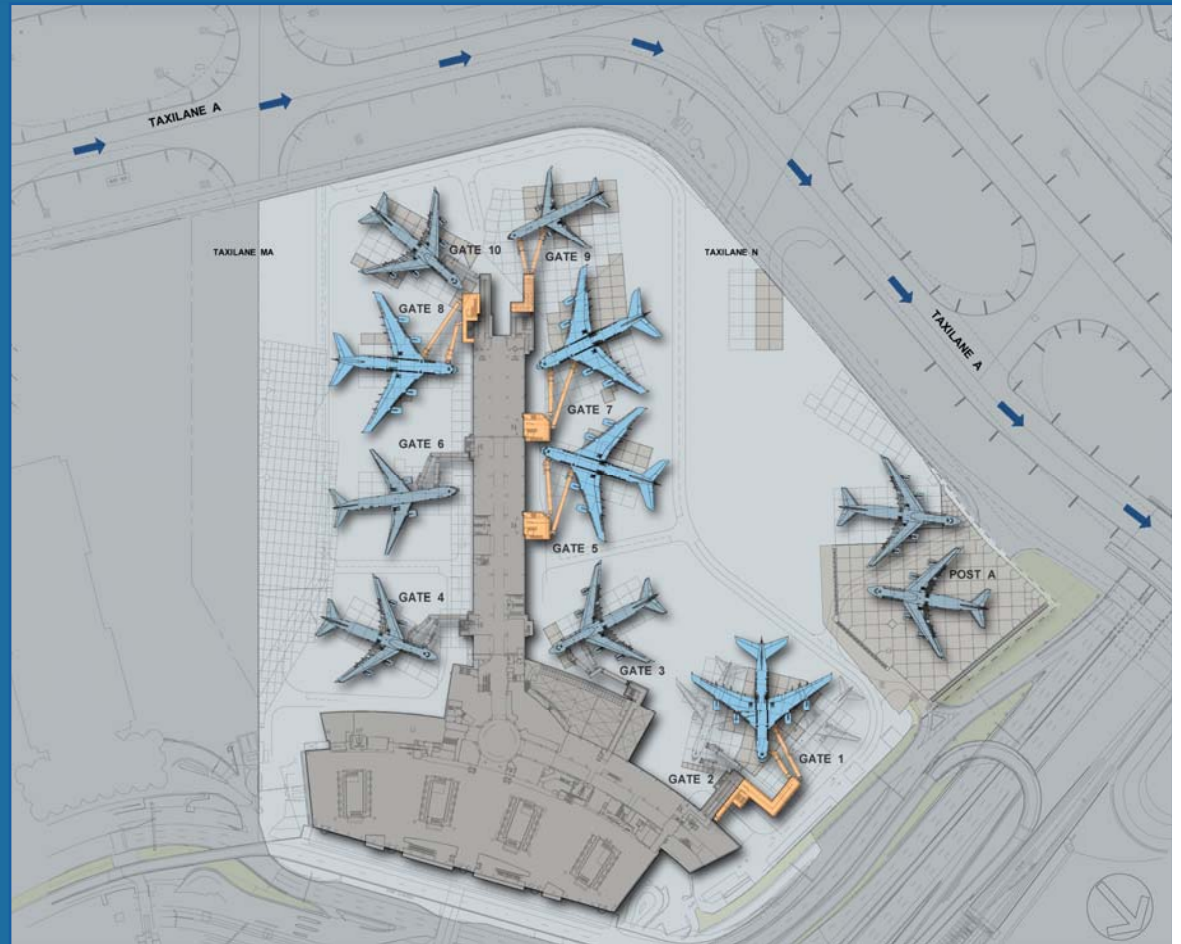 TAXILANE A
TAXILANE MA
GATE 10
GATE 9
TAXILANE N
GATE 8
TAXILANE A
GATE 7
GATE 6
GATE 5
POST A
GATE 4
GATE 3
GATE 1
GATE 2